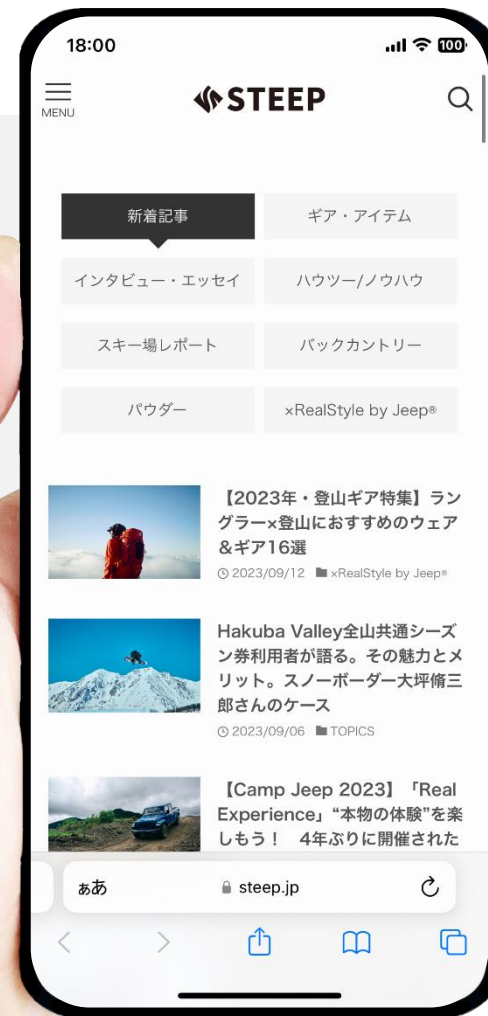 18:00
100
MENU
STEEP
新着記事
ギア・アイテム
インタビュー・エッセイ
ハウツー/ノウハウ
スキー場レポート
バックカントリー
パウダー
×RealStyle by Jeep®
【2023年・登山ギア特集】ラン
グラー×登山におすすめのウェア
&ギア16選
2023/09/12 ×RealStyle by Jeep®
Hakuba Valley全山共通シーズ
ン券利用者が語る。その魅力とメ
リット。スノーボーダー大坪脩三
郎さんのケース
2023/09/06 TOPICS
【Camp Jeep 2023】「Real
Experience」“本物の体験”を楽
しもう! 4年ぶりに開催された
ぁあ
steep.jp